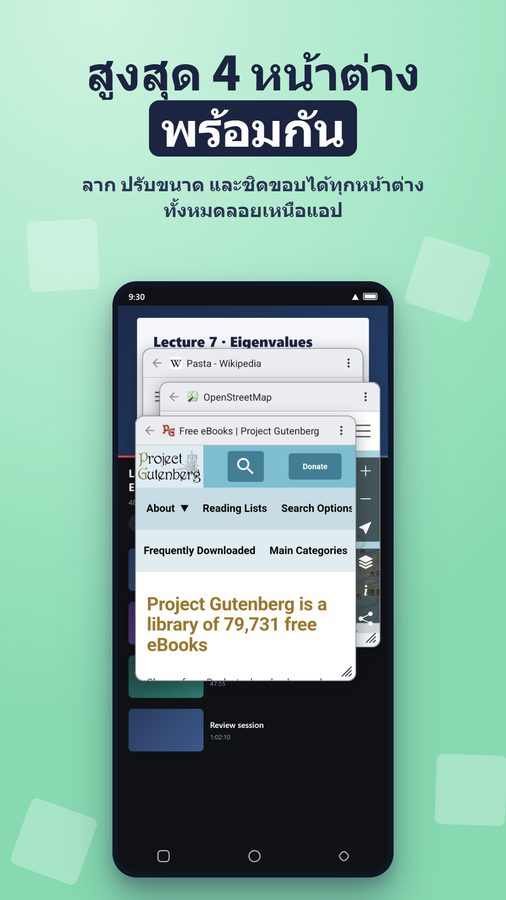 สูงสุด 4 หน้าต่าง
พร้อมกัน
ลาก ปรับขนาด และชิดขอบได้ทุกหน้าต่าง
ทั้งหมดลอยเหนือแอป
9:30
Lecture 7 · Eigenvalues
Pasta - Wikipedia
OpenStreetMap
Free eBooks | Project Gutenberg
Project
Gutenberg
Donate
About ▼ Reading Lists Search Options
Frequently Downloaded Main Categories
Project Gutenberg is a
library of 79,731 free
eBooks
47:55
Review session
1:02:10